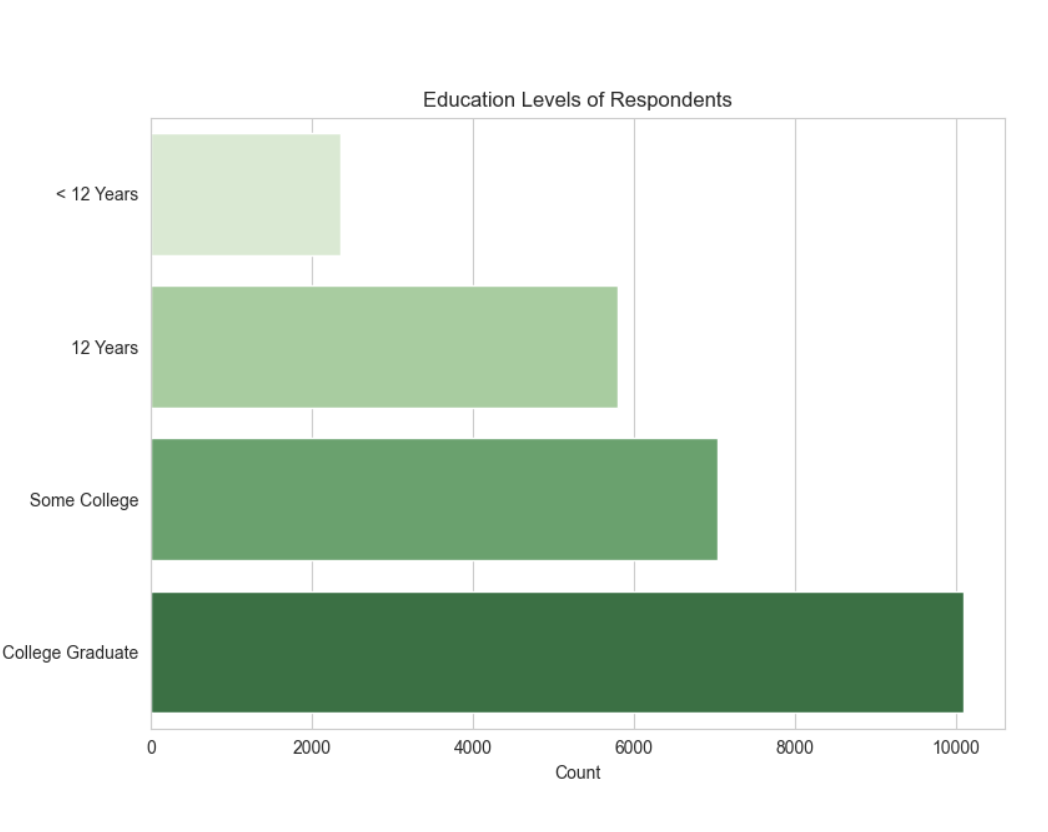 Education Levels of Respondents
< 12 Years
12 Years
Some College
College Graduate
0 2000 4000 6000 8000 10000
Count